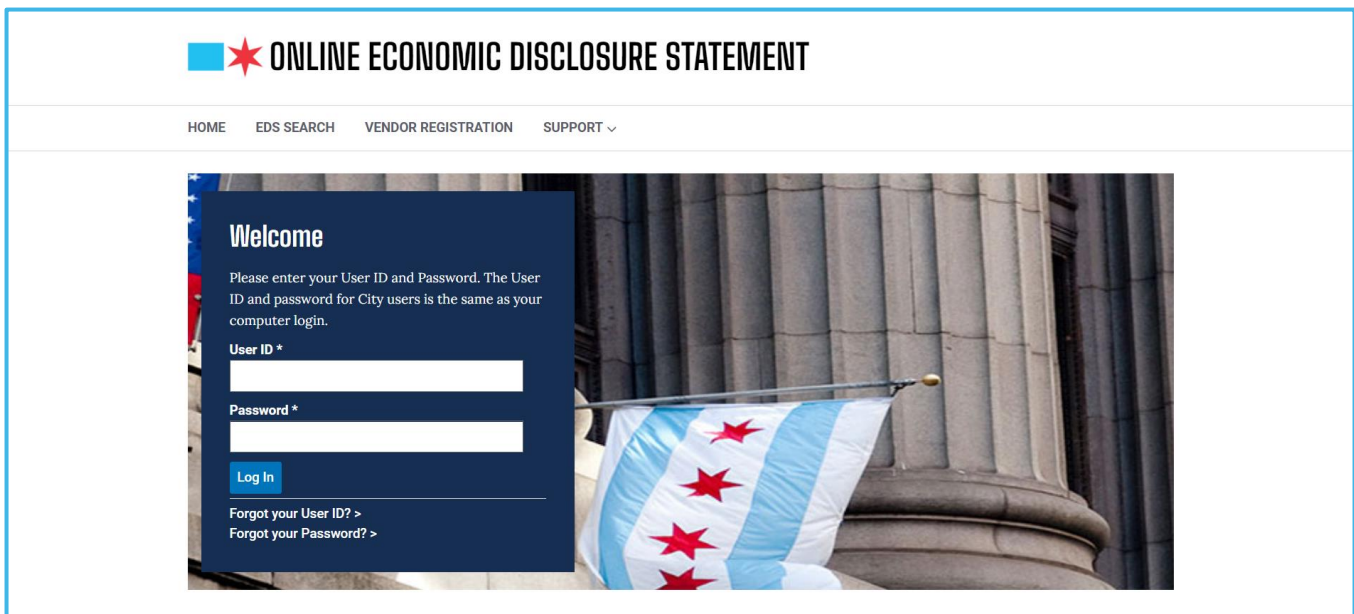 ONLINE ECONOMIC DISCLOSURE STATEMENT
HOME EDS SEARCH VENDOR REGISTRATION SUPPORT
Welcome
Please enter your User ID and Password. The User
ID and password for City users is the same as your
computer login.
User ID *
Password *
Log In
Forgot your User ID? >
Forgot your Password? >